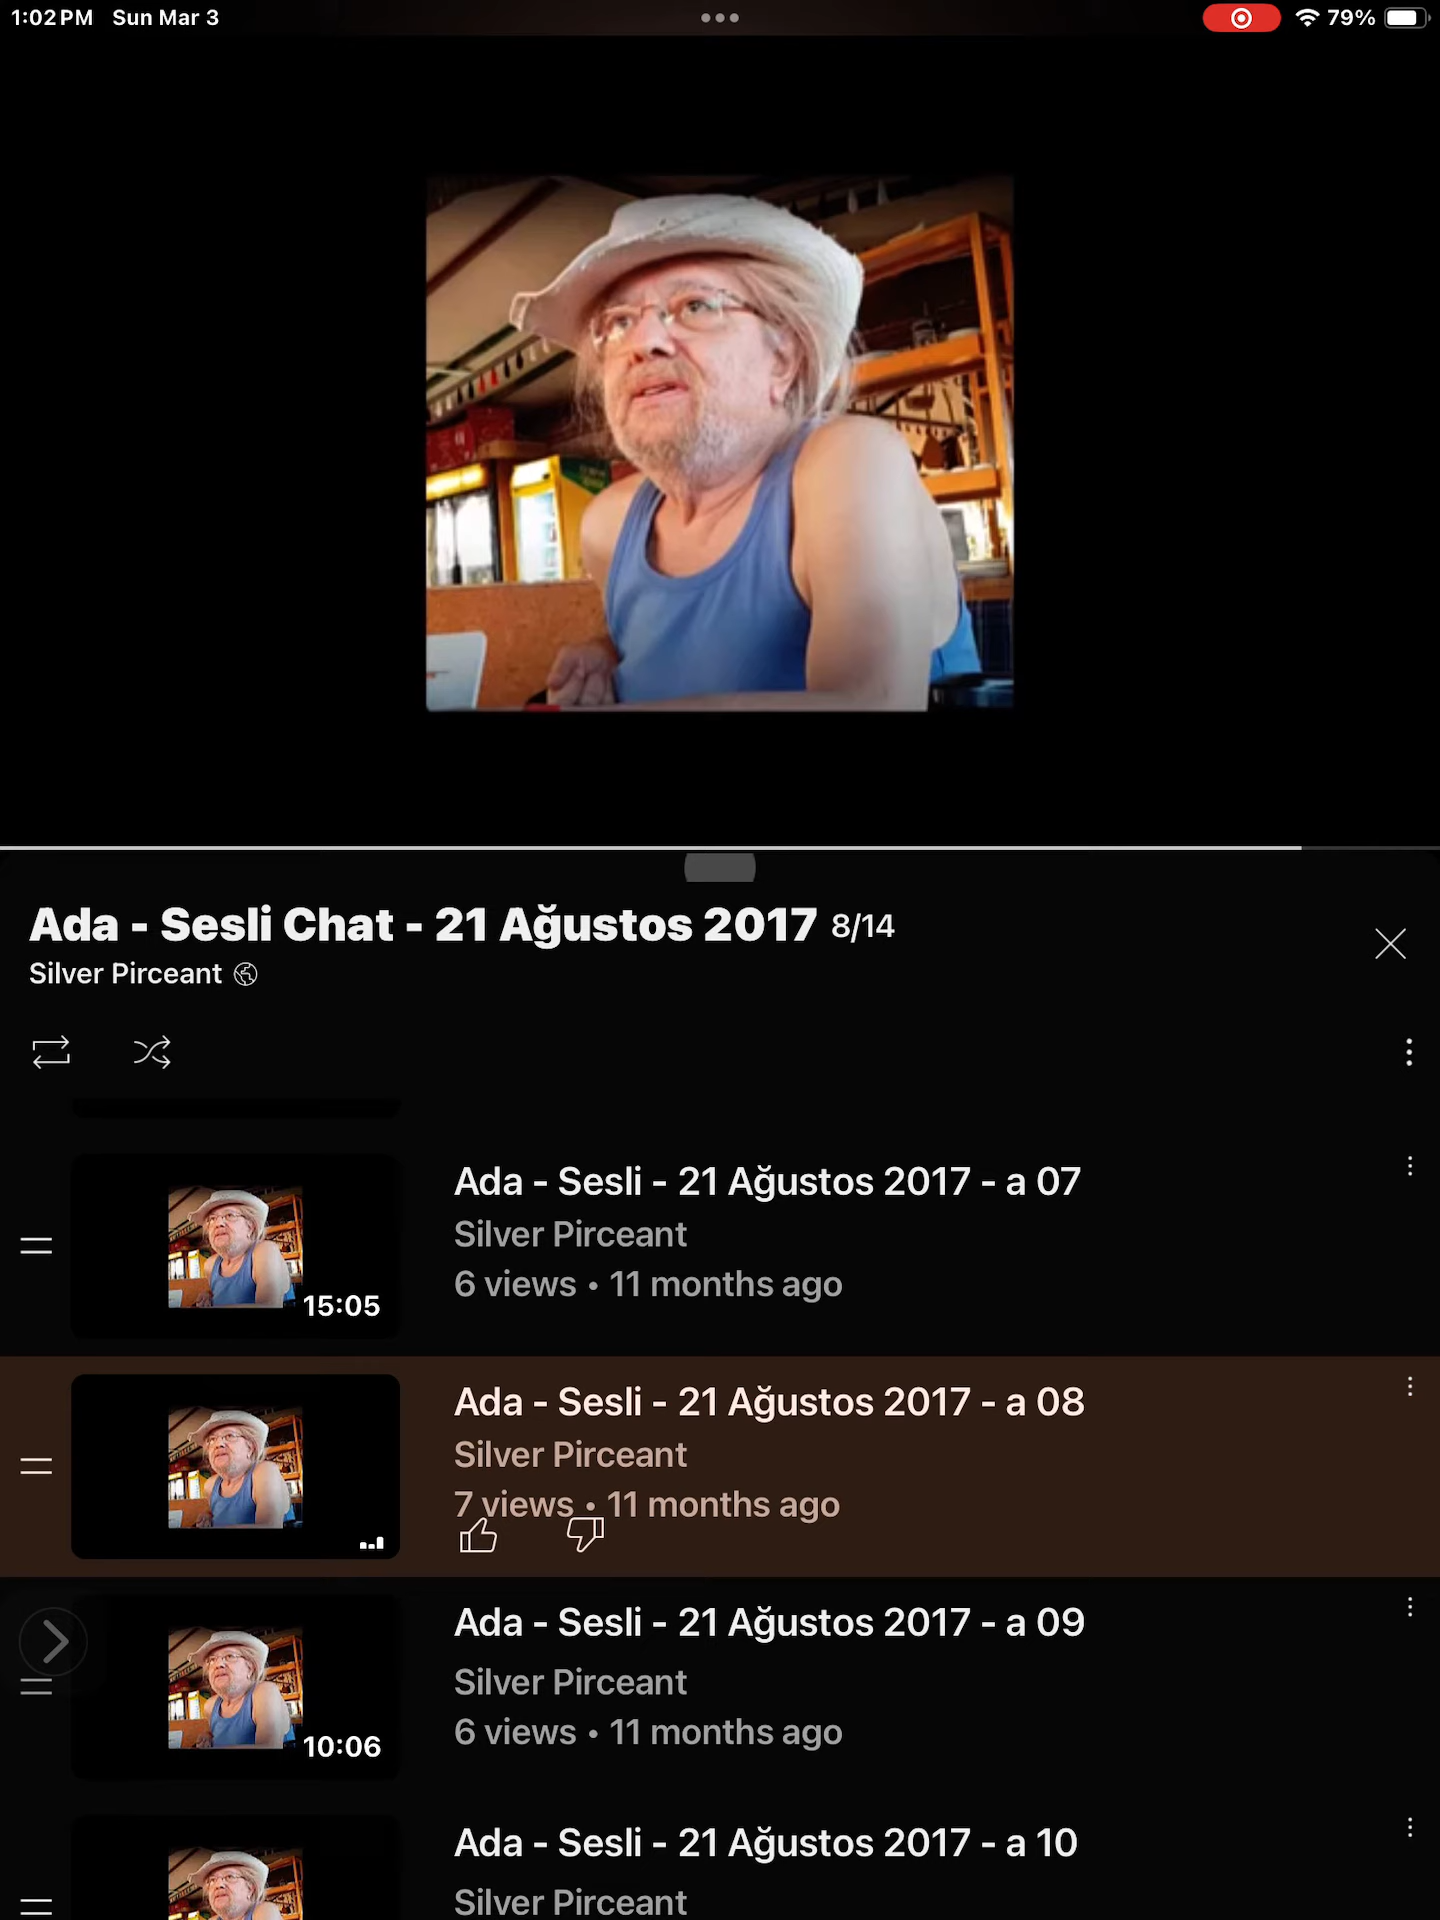 1:02 PM Sun Mar 3
79%
Ada - Sesli Chat - 21 Ağustos 2017 8/14
Silver Pirceant
Ada - Sesli - 21 Ağustos 2017 - a 07
Silver Pirceant
6 views • 11 months ago
15:05
Ada - Sesli - 21 Ağustos 2017 - a 08
Silver Pirceant
7 views • 11 months ago
Ada - Sesli - 21 Ağustos 2017 - a 09
Silver Pirceant
6 views • 11 months ago
10:06
Ada - Sesli - 21 Ağustos 2017 - a 10
Silver Pirceant